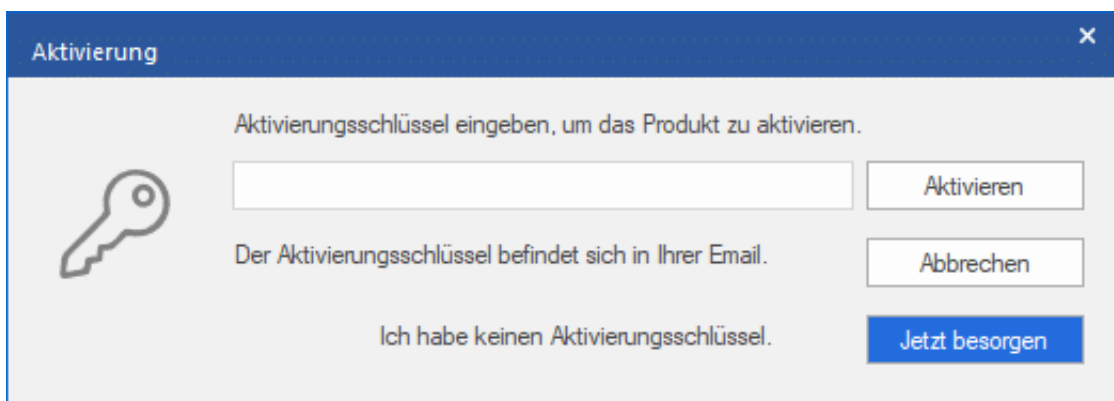 Aktivierung
Aktivierungsschlüssel eingeben, um das Produkt zu aktivieren.
Aktivieren
Der Aktivierungsschlüssel befindet sich in Ihrer Email.
Abbrechen
Ich habe keinen Aktivierungsschlüssel.
Jetzt besorgen